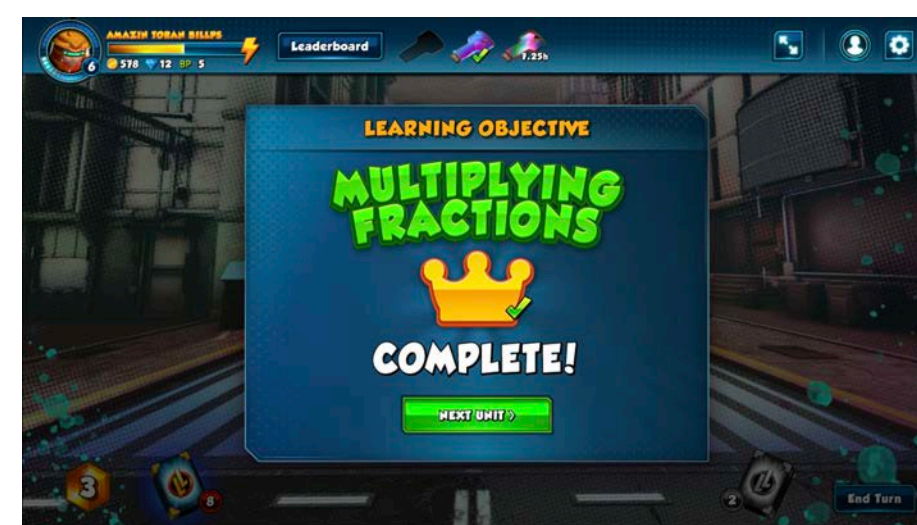 AMAZIN TORAN BILLPS
6
578 12 BP 5
Leaderboard
1.25h
LEARNING OBJECTIVE
MULTIPLYING
FRACTIONS
COMPLETE!
NEXT UNIT >
3
8
2
End Turn